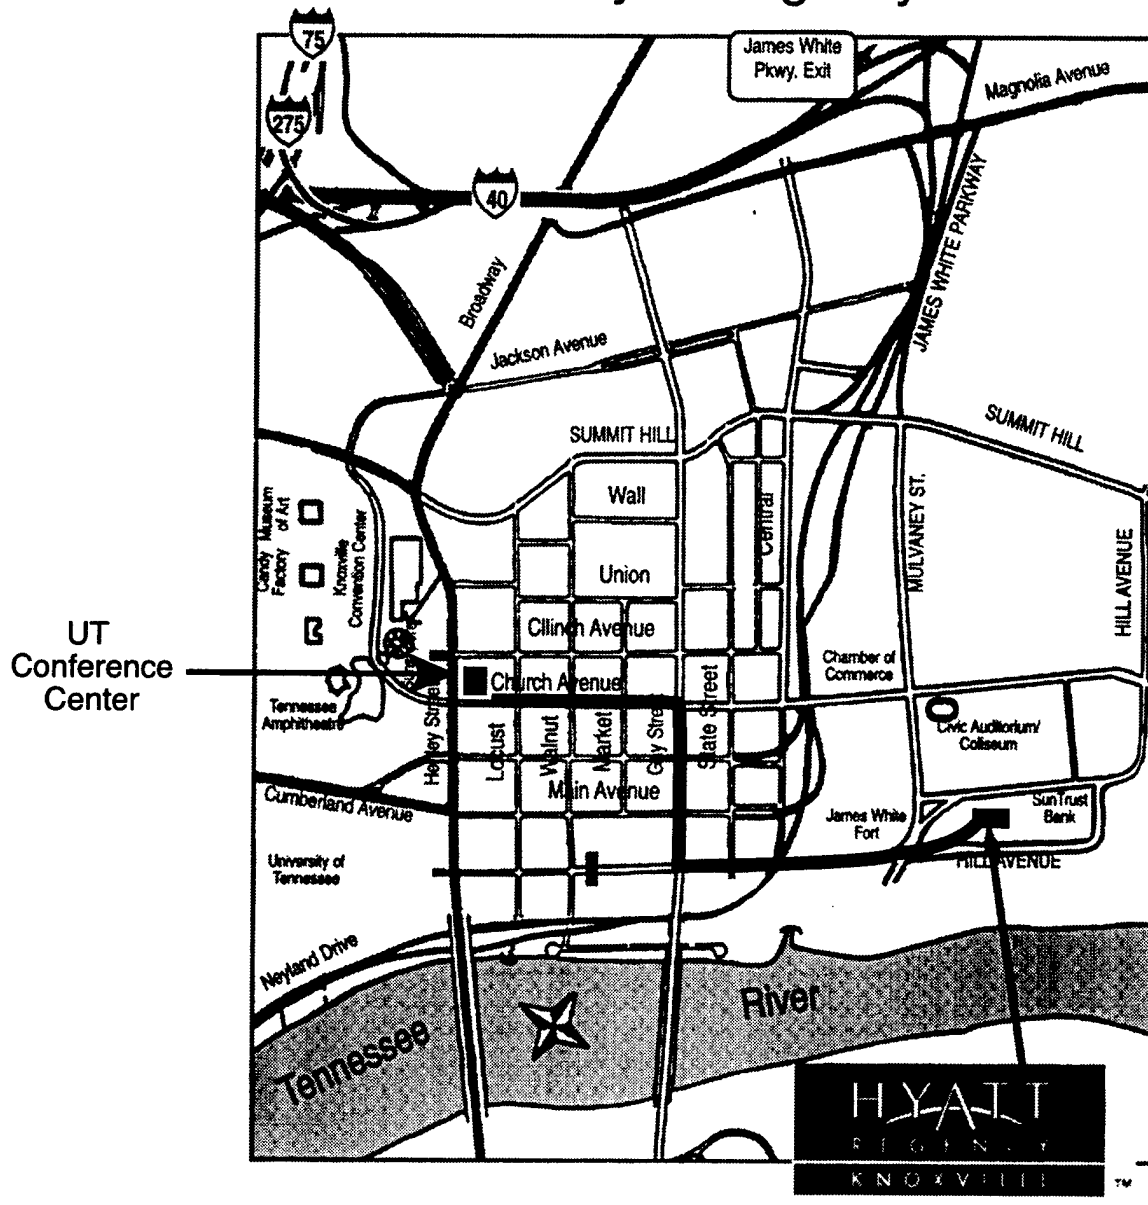 75
275
40
James White
Pkwy. Exit
Magnolia Avenue
JAMES WHITE PARKWAY
Broadway
Jackson Avenue
SUMMIT HILL
SUMMIT HILL
Wall
Central
MULVANEY ST.
HILL AVENUE
Candy
Factory
Museum
of Art
Knoxville
Convention Center
Union
Cllinch Avenue
UT
Conference
Center
Church Avenue
Chamber of
Commerce
Tennessee
Amphitheatre
Henley Street
Locust
Walnut
Market
Gay Street
State Street
Civic Auditorium/
Coliseum
Main Avenue
Cumberland Avenue
James White
Fort
SunTrust
Bank
University of
Tennessee
HILL AVENUE
Neyland Drive
Tennessee
River
HYATT
REGENCY
KNOXVILLE
TM